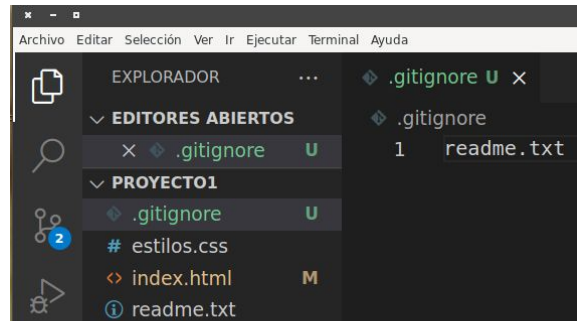 Archivo Editar Selección Ver Ir Ejecutar Terminal Ayuda
EXPLORADOR ...
.gitignore U
EDITORES ABIERTOS
.gitignore
.gitignore U
1 readme.txt
PROYECTO1
.gitignore U
# estilos.css
2
<> index.html M
readme.txt